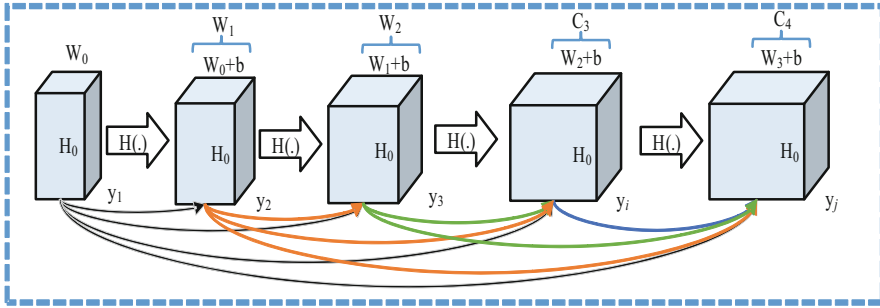 W0 W1 W2 C3 C4
W0+b W1+b W2+b W3+b
H0 H(.) H0 H(.) H0 H(.) H0 H(.) H0
y1 y2 y3 yi yj